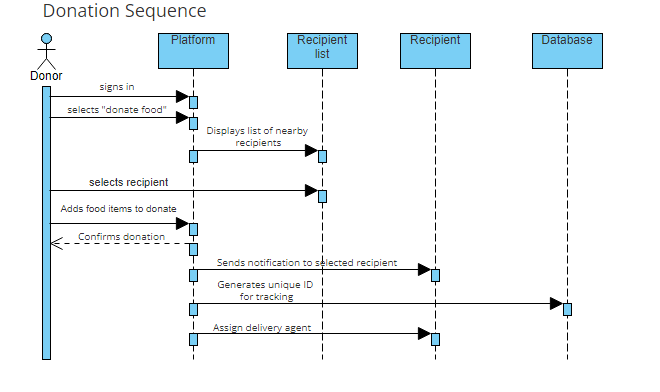 Donation Sequence
Platform
Recipient
list
Recipient
Database
Donor
signs in
selects "donate food"
Displays list of nearby
recipients
selects recipient
Adds food items to donate
Confirms donation
Sends notification to selected recipient
Generates unique ID
for tracking
Assign delivery agent